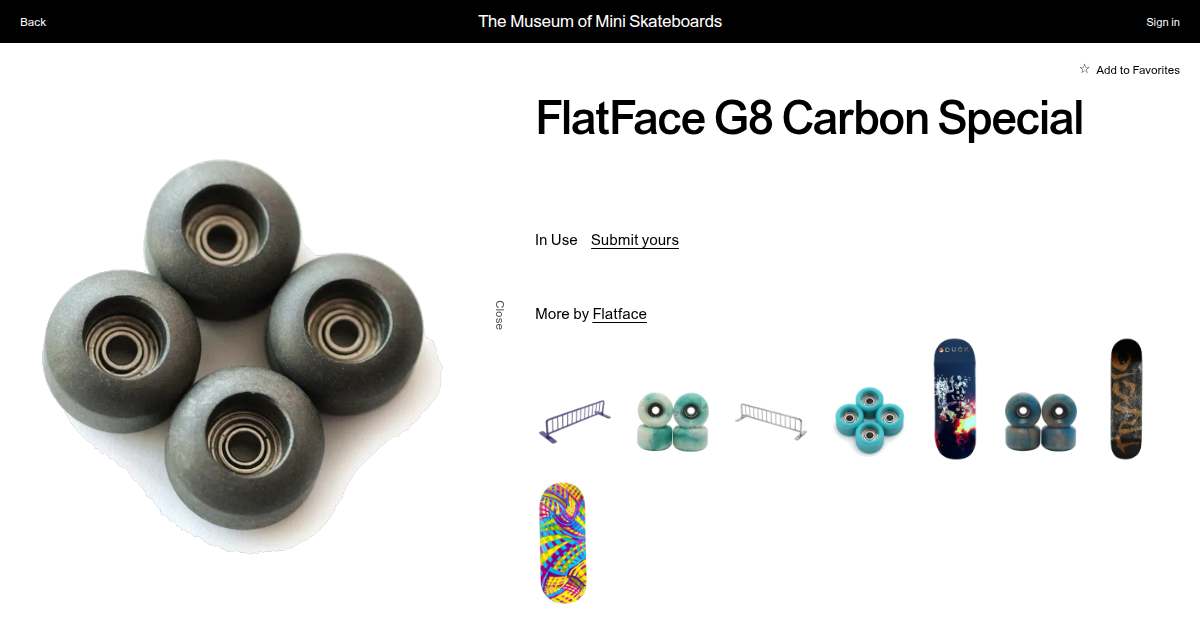 Back
The Museum of Mini Skateboards
Sign in
☆ Add to Favorites
FlatFace G8 Carbon Special
In Use Submit yours
Close
More by Flatface